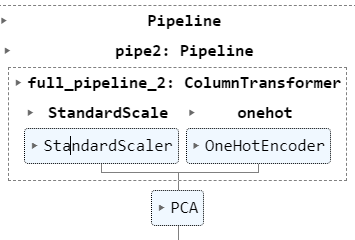 Pipeline
pipe2: Pipeline
full_pipeline_2: ColumnTransformer
StandardScale onehot
StandardScaler OneHotEncoder
PCA